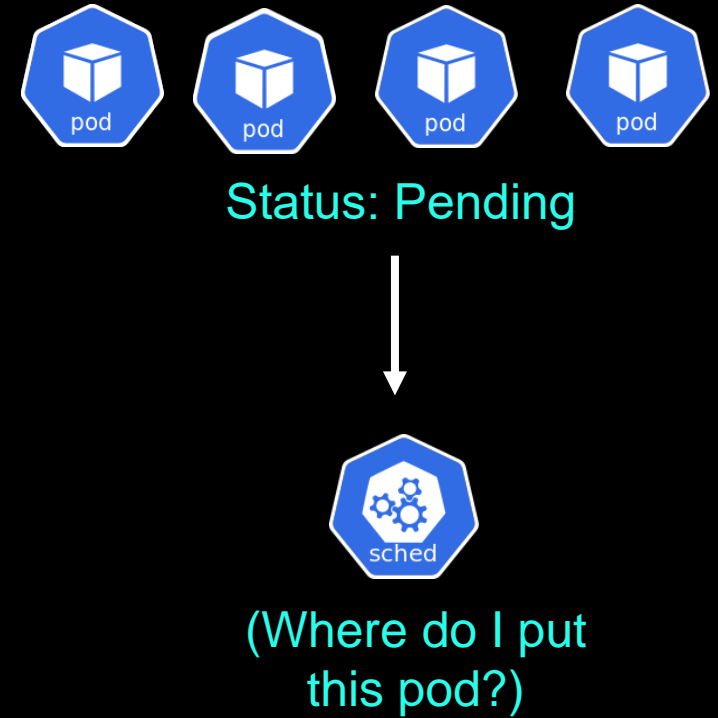 pod pod pod pod
Status: Pending
sched
(Where do I put
this pod?)